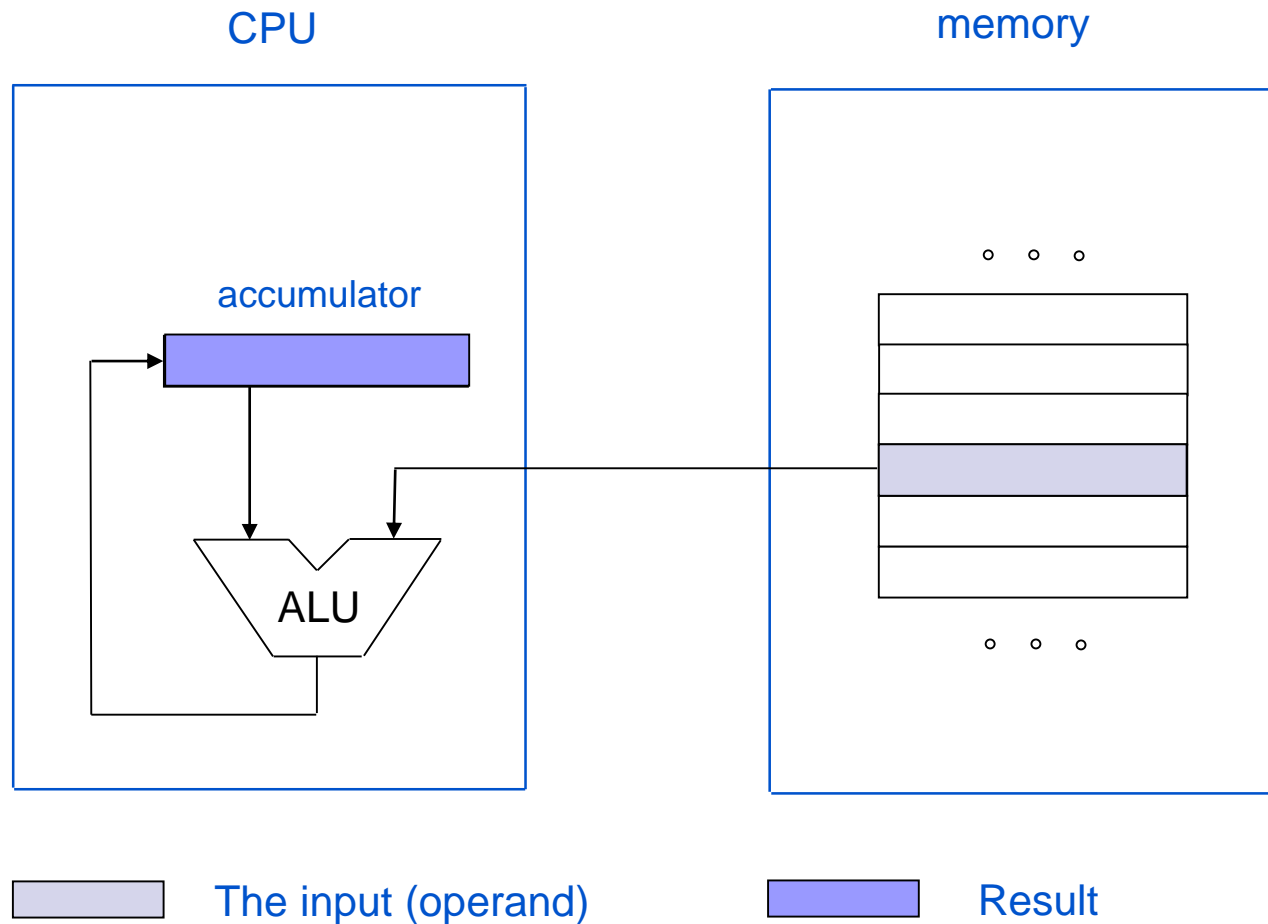 CPU
memory
accumulator
ALU
The input (operand)
Result